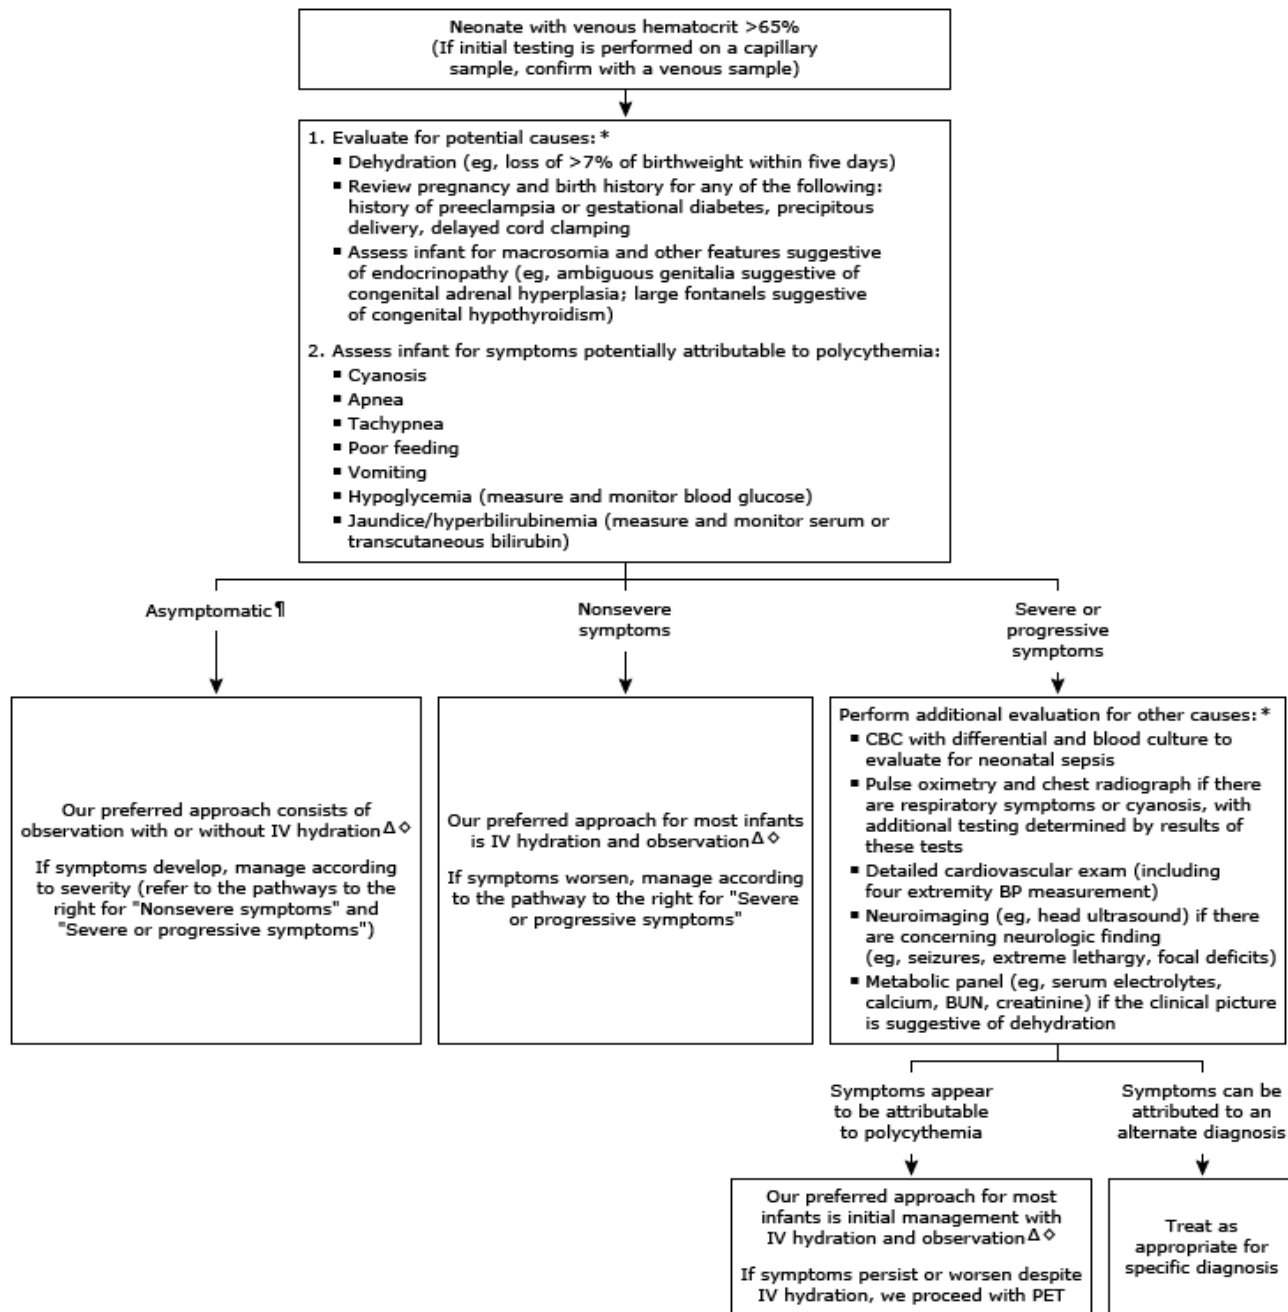 Neonate with venous hematocrit >65%
(If initial testing is performed on a capillary
sample, confirm with a venous sample)
1. Evaluate for potential causes:*
▪ Dehydration (eg, loss of >7% of birthweight within five days)
▪ Review pregnancy and birth history for any of the following:
history of preeclampsia or gestational diabetes, precipitous
delivery, delayed cord clamping
▪ Assess infant for macrosomia and other features suggestive
of endocrinopathy (eg, ambiguous genitalia suggestive of
congenital adrenal hyperplasia; large fontanels suggestive
of congenital hypothyroidism)
2. Assess infant for symptoms potentially attributable to polycythemia:
▪ Cyanosis
▪ Apnea
▪ Tachypnea
▪ Poor feeding
▪ Vomiting
▪ Hypoglycemia (measure and monitor blood glucose)
▪ Jaundice/hyperbilirubinemia (measure and monitor serum or
transcutaneous bilirubin)
Asymptomatic¶
Our preferred approach consists of
observation with or without IV hydrationΔ◊
If symptoms develop, manage according
to severity (refer to the pathways to the
right for "Nonsevere symptoms" and
"Severe or progressive symptoms")
Nonsevere
symptoms
Our preferred approach for most infants
is IV hydration and observationΔ◊
If symptoms worsen, manage according
to the pathway to the right for "Severe
or progressive symptoms"
Severe or
progressive
symptoms
Perform additional evaluation for other causes:*
▪ CBC with differential and blood culture to
evaluate for neonatal sepsis
▪ Pulse oximetry and chest radiograph if there
are respiratory symptoms or cyanosis, with
additional testing determined by results of
these tests
▪ Detailed cardiovascular exam (including
four extremity BP measurement)
▪ Neuroimaging (eg, head ultrasound) if there
are concerning neurologic finding
(eg, seizures, extreme lethargy, focal deficits)
▪ Metabolic panel (eg, serum electrolytes,
calcium, BUN, creatinine) if the clinical picture
is suggestive of dehydration
Symptoms appear
to be attributable
to polycythemia
Our preferred approach for most
infants is initial management with
IV hydration and observationΔ◊
If symptoms persist or worsen despite
IV hydration, we proceed with PET
Symptoms can be
attributed to an
alternate diagnosis
Treat as
appropriate for
specific diagnosis